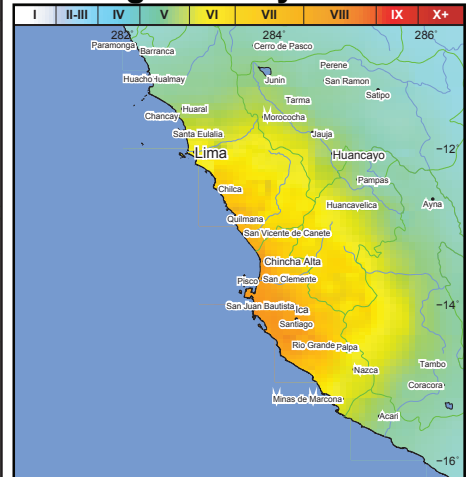 I II-III IV V VI VII VIII IX X+
282° 284° 286°
Paramonga
Barranca
Cerro de Pasco
Perene
Huacho Hualmay
Junin
San Ramon
Satipo
Huaral
Tarma
Chancay
Morococha
Santa Eulalia
Jauja
Lima
Huancayo
−12°
Pampas
Chilca
Huancavelica
Ayna
Quilmana
San Vicente de Canete
Chincha Alta
Pisco
San Clemente
San Juan Bautista
Ica
−14°
Santiago
Rio Grande
Palpa
Nazca
Tambo
Coracora
Minas de Marcona
Acari
−16°